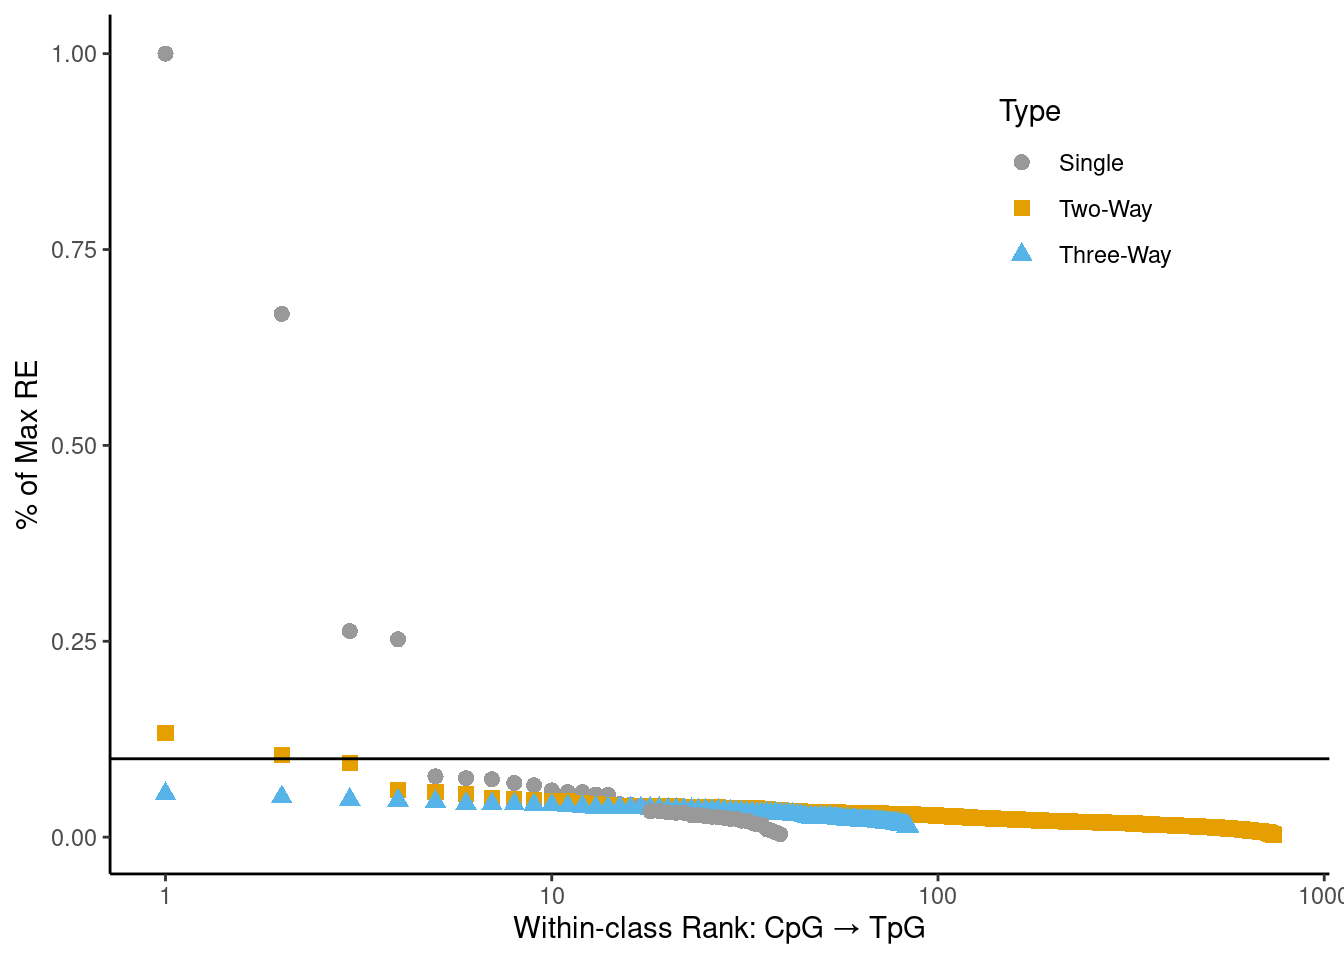 1.00
0.75
0.50
0.25
0.00
% of Max RE
Type
Single
Two-Way
Three-Way
1
10
100
1000
Within-class Rank: CpG → TpG